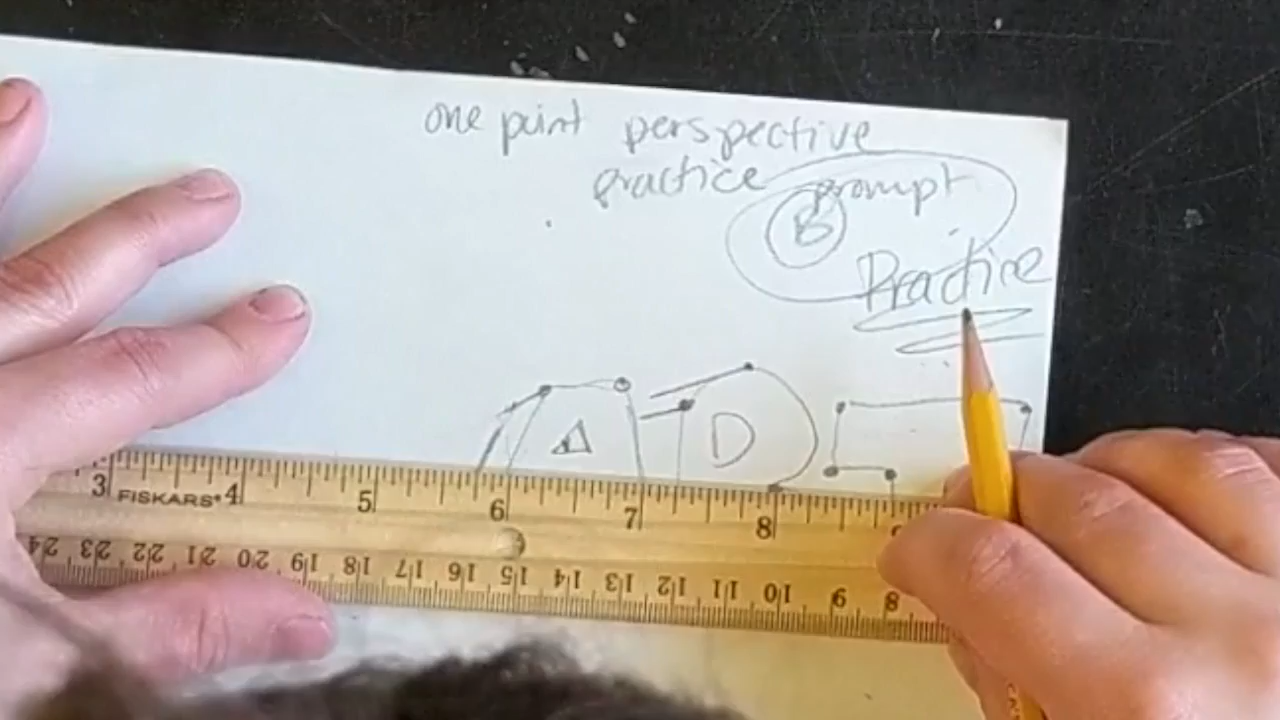 one point perspective
practice prompt
B
Practice
A D
3 FISKARS 4 5 6 7 8
24 23 22 21 20 19 18 17 16 15 14 13 12 11 10 9 8